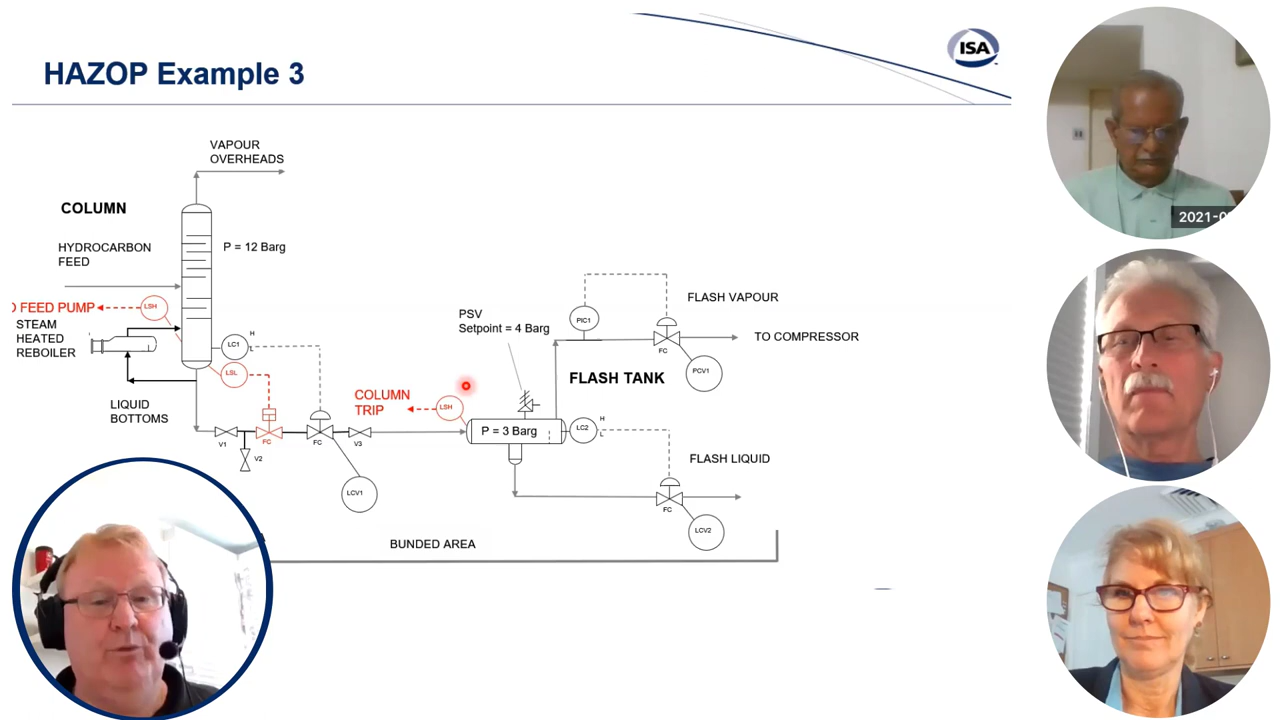 HAZOP Example 3
ISA
VAPOUR
OVERHEADS
COLUMN
HYDROCARBON
FEED
P = 12 Barg
FEED PUMP
LSH
STEAM
HEATED
REBOILER
LC1
H
L
LSL
LIQUID
BOTTOMS
V1
V2
FC
FC
V3
LCV1
COLUMN
TRIP
LSH
PSV
Setpoint = 4 Barg
P = 3 Barg
FLASH TANK
PIC1
FC
PCV1
FLASH VAPOUR
TO COMPRESSOR
LC2
H
L
FLASH LIQUID
FC
LCV2
BUNDED AREA